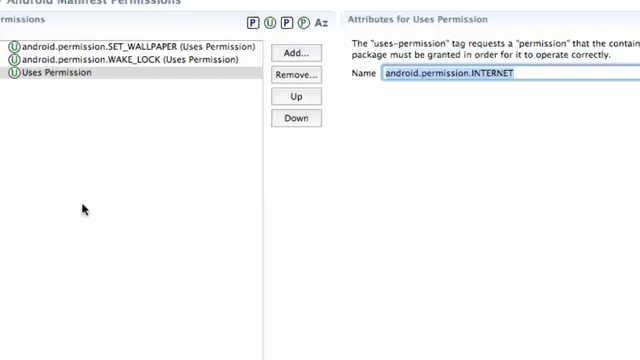 Android Manifest Permissions
rmissions
P U P P Az
U android.permission.SET_WALLPAPER (Uses Permission)
U android.permission.WAKE_LOCK (Uses Permission)
U Uses Permission
Add...
Remove...
Up
Down
Attributes for Uses Permission
The "uses-permission" tag requests a "permission" that the contain
package must be granted in order for it to operate correctly.
Name android.permission.INTERNET